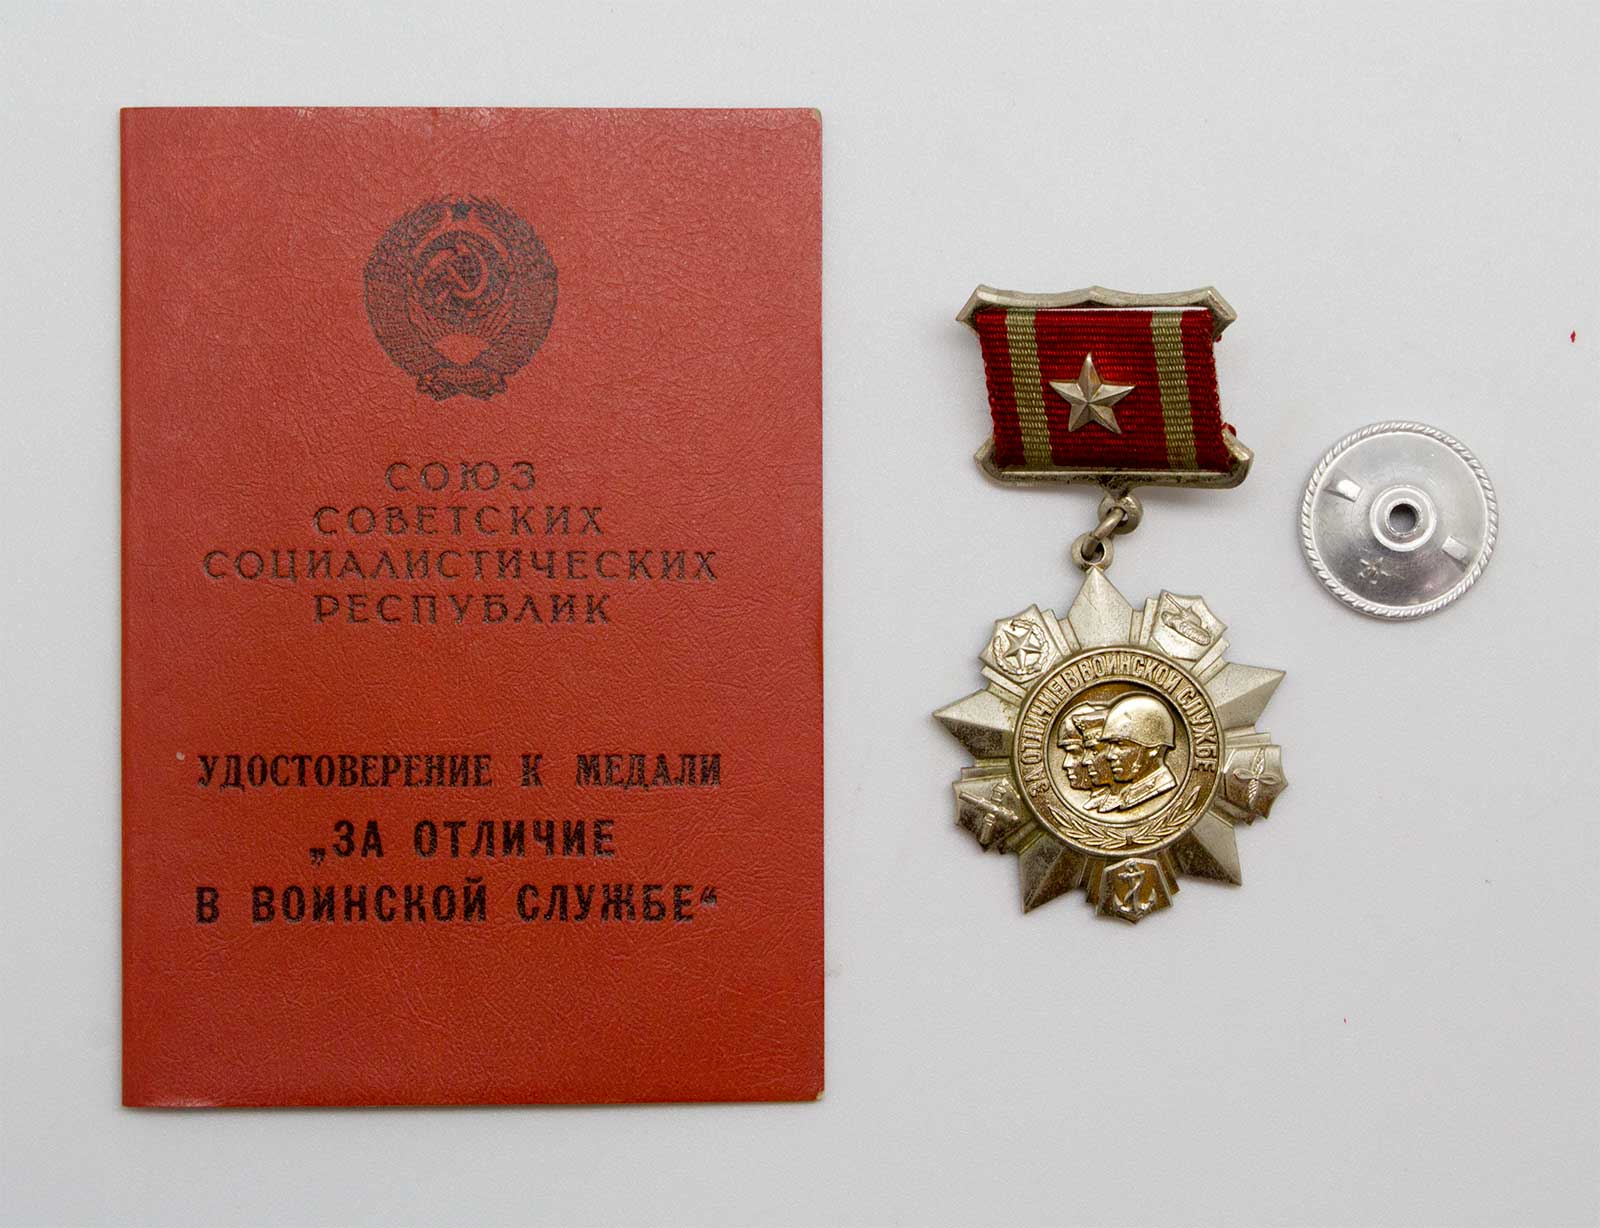 СОЮЗ
СОВЕТСКИХ
СОЦИАЛИСТИЧЕСКИХ
РЕСПУБЛИК
УДОСТОВЕРЕНИЕ К МЕДАЛИ
„ЗА ОТЛИЧИЕ
В ВОИНСКОЙ СЛУЖБЕ“
ЗА ОТЛИЧИЕ В ВОИНСКОЙ СЛУЖБЕ